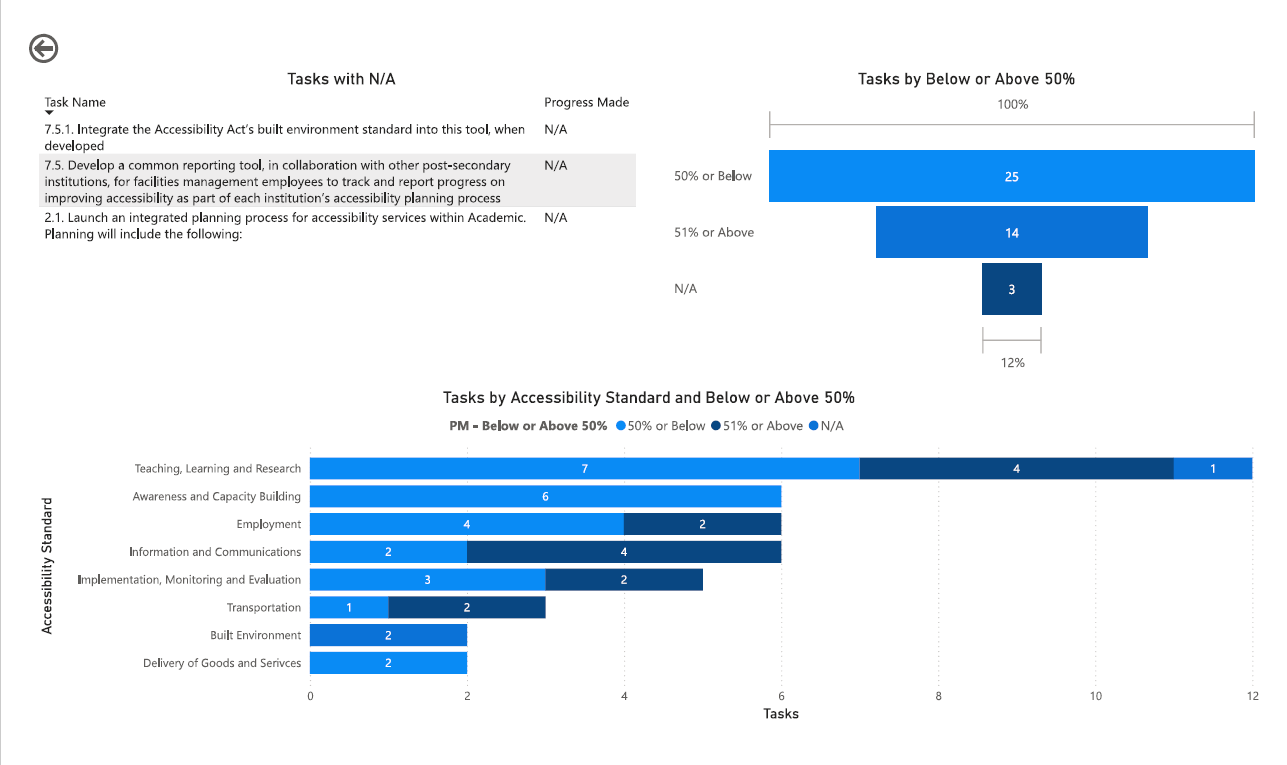 Tasks with N/A
Task Name
Progress Made
7.5.1. Integrate the Accessibility Act's built environment standard into this tool, when
developed
N/A
7.5. Develop a common reporting tool, in collaboration with other post-secondary
institutions, for facilities management employees to track and report progress on
improving accessibility as part of each institution's accessibility planning process
N/A
2.1. Launch an integrated planning process for accessibility services within Academic.
Planning will include the following:
N/A
Tasks by Below or Above 50%
100%
50% or Below
25
51% or Above
14
N/A
3
12%
Tasks by Accessibility Standard and Below or Above 50%
PM - Below or Above 50%
50% or Below
51% or Above
N/A
Accessibility Standard
Teaching, Learning and Research
7
4
1
Awareness and Capacity Building
6
Employment
4
2
Information and Communications
2
4
Implementation, Monitoring and Evaluation
3
2
Transportation
1
2
Built Environment
2
Delivery of Goods and Serivces
2
0
2
4
6
8
10
12
Tasks